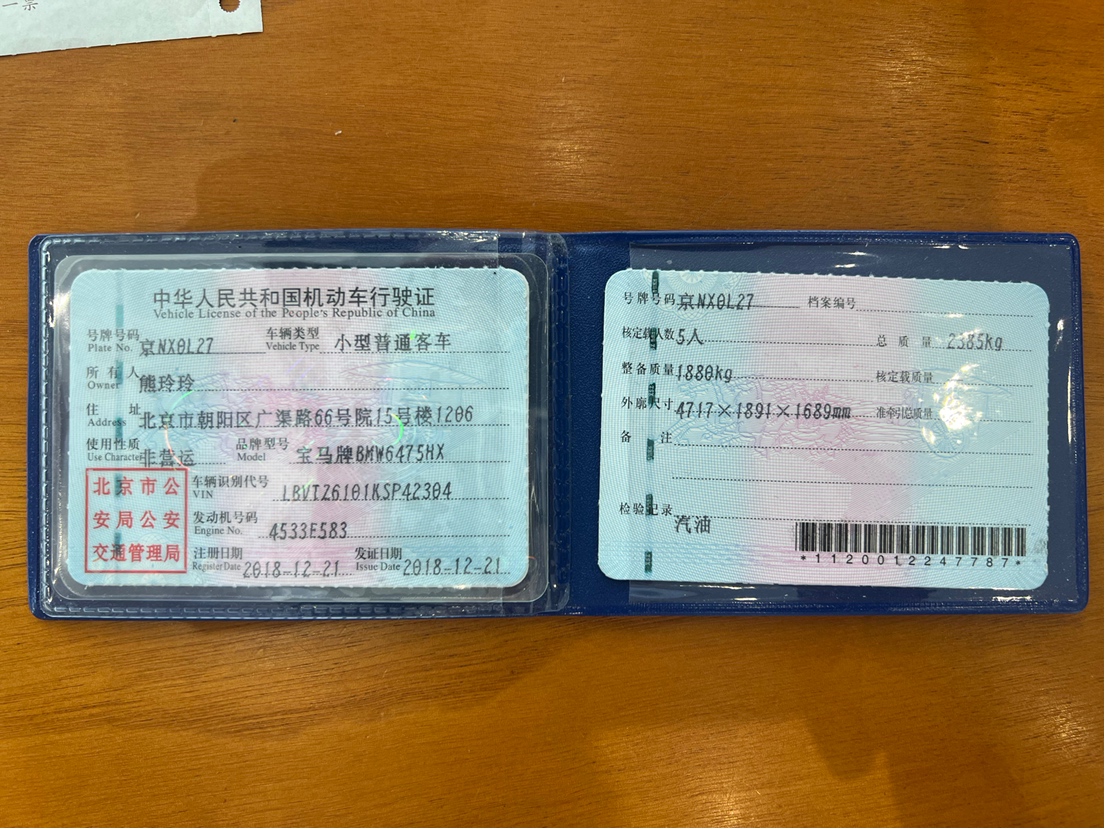 一票
中华人民共和国机动车行驶证
Vehicle License of the People's Republic of China
号牌号码 京NX0L27 车辆类型 小型普通客车
Plate No. Vehicle Type
所有人 熊玲玲
Owner
住址 北京市朝阳区广渠路66号院15号楼1206
Address
使用性质 非营运 品牌型号 宝马牌BMW6475HX
Use Character Model
北京市公
安局公安
交通管理局
车辆识别代号 LBVTZ6101KSP42304
VIN
发动机号码 4533E583
Engine No.
注册日期 2018-12-21 发证日期 2018-12-21
Register Date Issue Date
号牌号码 京NX0L27 档案编号
核定载人数 5人 总质量 2385kg
整备质量 1880kg 核定载质量
外廓尺寸 4717×1891×1689mm 准牵引总质量
备注
检验记录 汽油
*1120012247787*